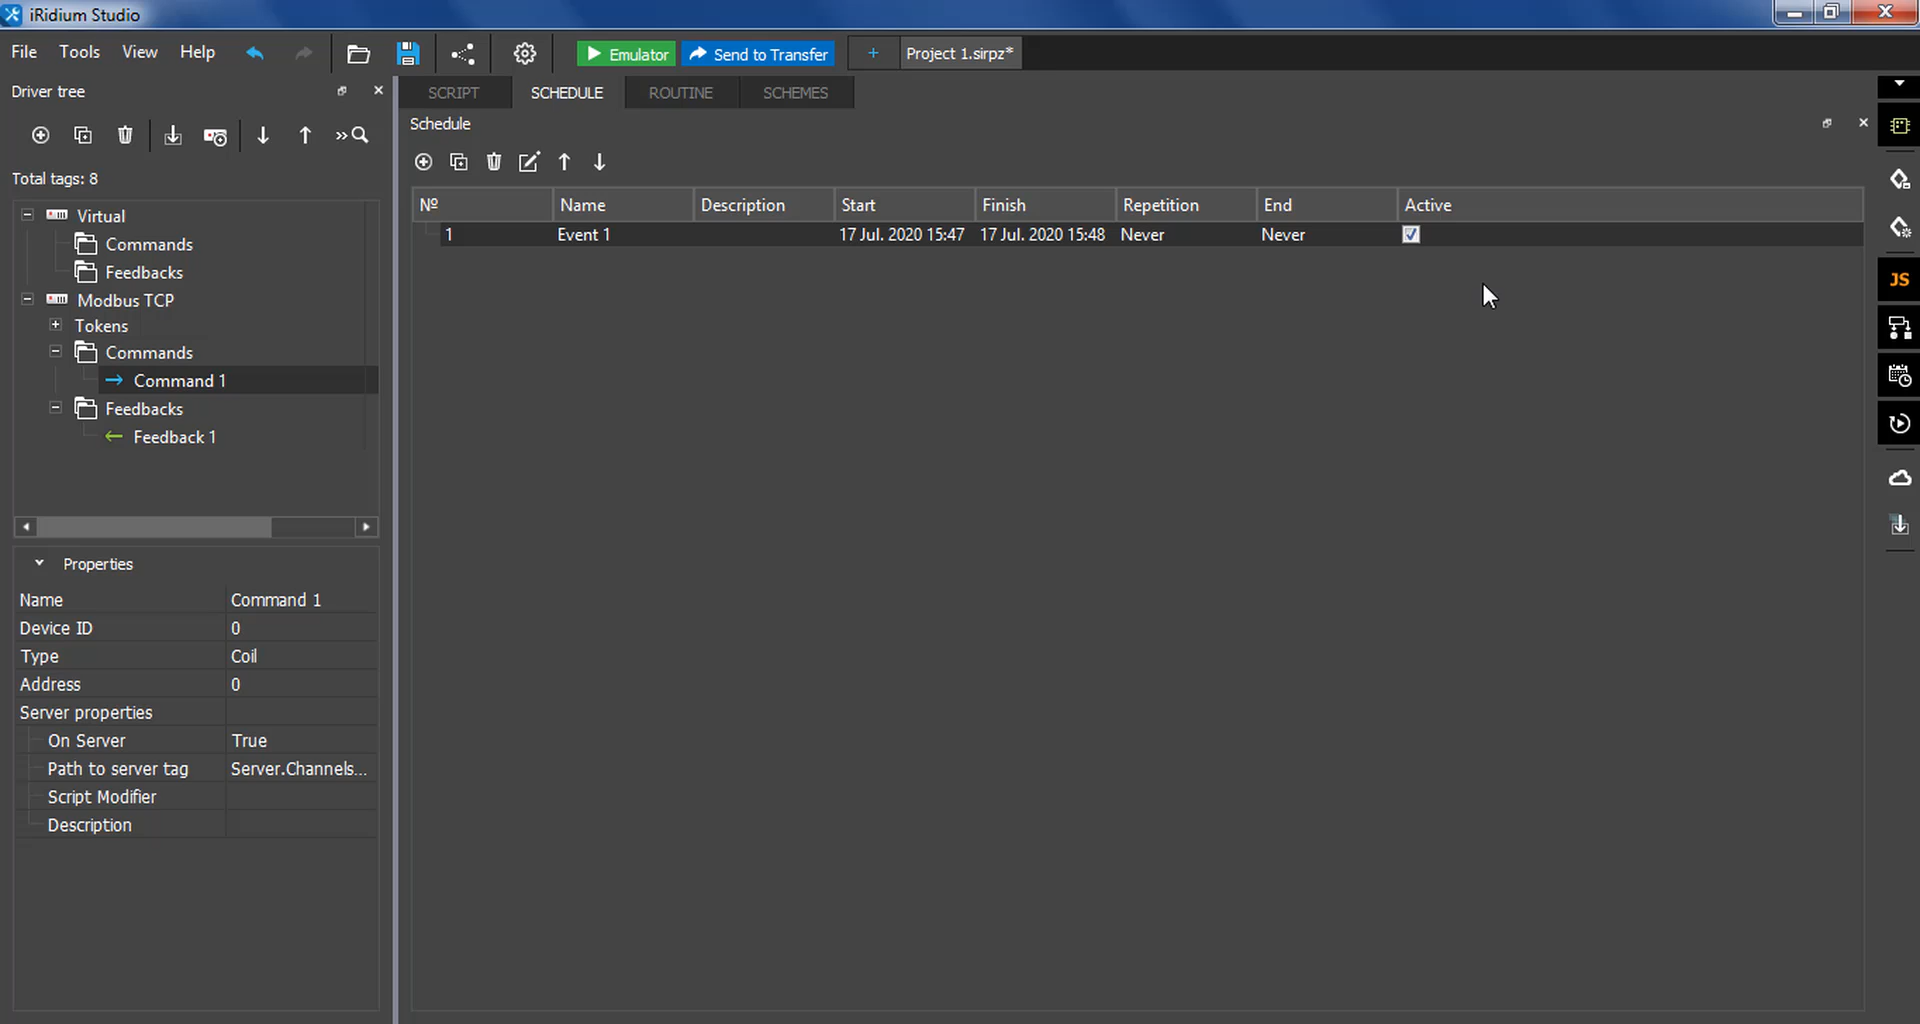 iRidium Studio
File Tools View Help Emulator Send to Transfer + Project 1.sirpz*
Driver tree
SCRIPT SCHEDULE ROUTINE SCHEMES
Schedule
Total tags: 8
Nº Name Description Start Finish Repetition End Active
1 Event 1 17 Jul. 2020 15:47 17 Jul. 2020 15:48 Never Never
Virtual
Commands
Feedbacks
Modbus TCP
Tokens
Commands
Command 1
Feedbacks
Feedback 1
Properties
Name Command 1
Device ID 0
Type Coil
Address 0
Server properties
On Server True
Path to server tag Server.Channels...
Script Modifier
Description
JS